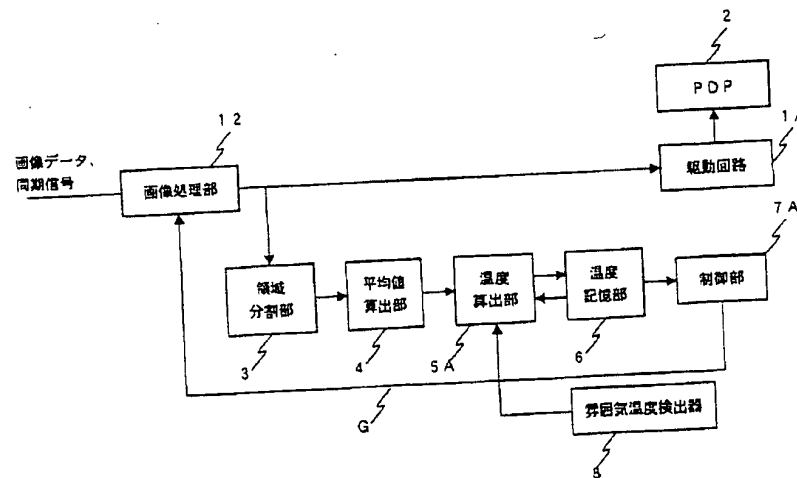 2
PDP
12
画像データ、
同期信号
画像処理部
駆動回路
7A
領域
分割部
平均値
算出部
温度
算出部
温度
記憶部
制御部
3
4
5A
6
G
雰囲気温度検出器
8